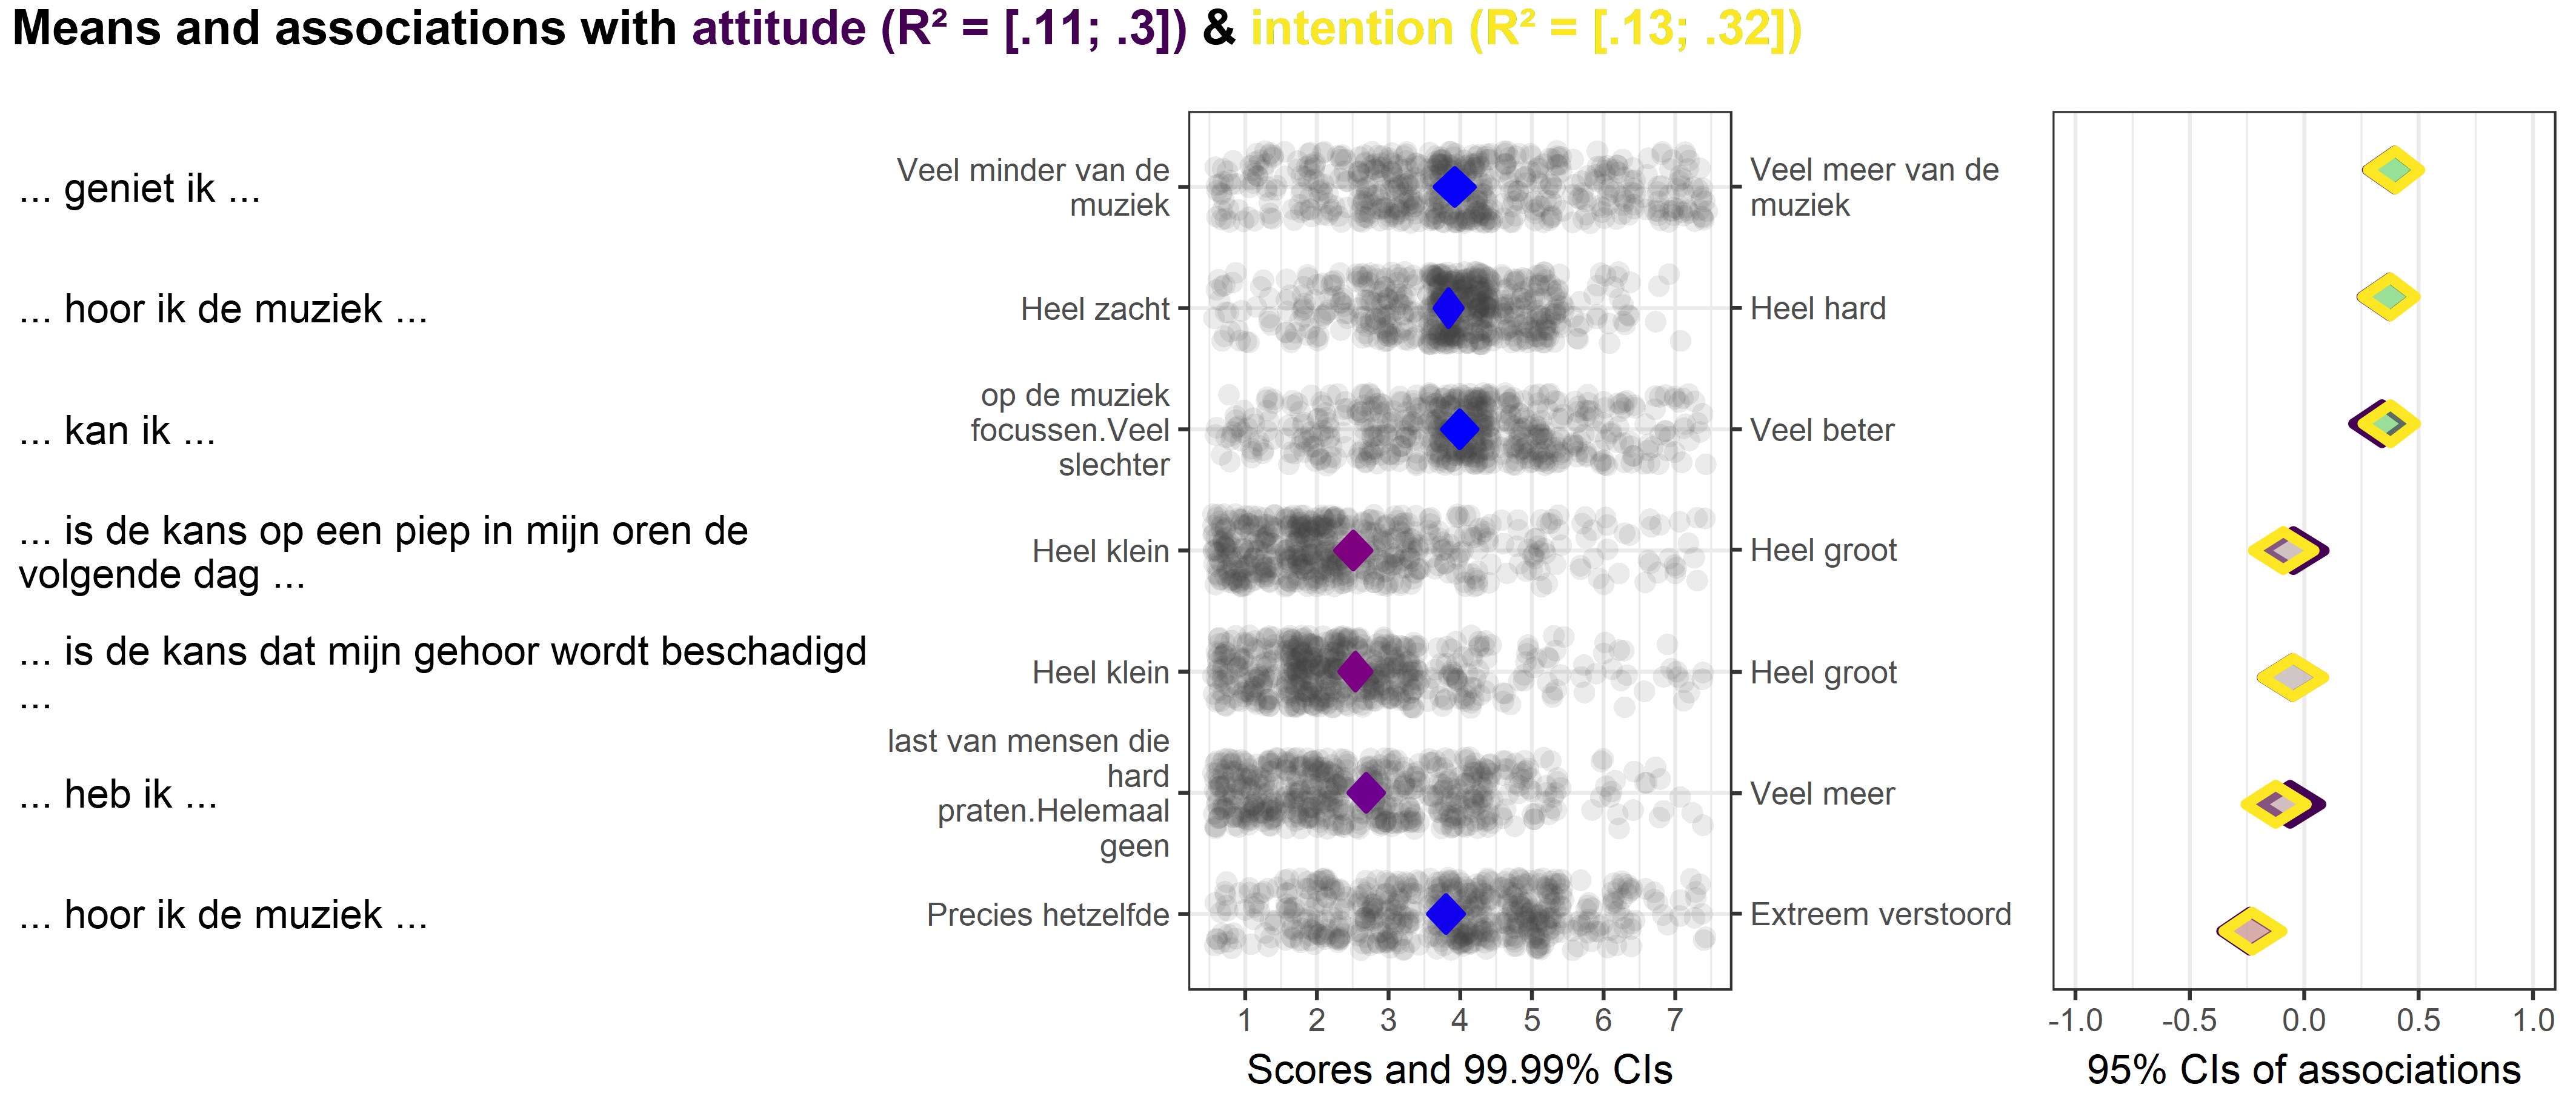 Means and associations with attitude (R² = [.11; .3]) & intention (R² = [.13; .32])
... geniet ik ...
Veel minder van de
muziek
Veel meer van de
muziek
... hoor ik de muziek ...
Heel zacht
Heel hard
... kan ik ...
op de muziek
focussen.Veel
slechter
Veel beter
... is de kans op een piep in mijn oren de
volgende dag ...
Heel klein
Heel groot
... is de kans dat mijn gehoor wordt beschadigd
...
Heel klein
Heel groot
... heb ik ...
last van mensen die
hard
praten.Helemaal
geen
Veel meer
... hoor ik de muziek ...
Precies hetzelfde
Extreem verstoord
1 2 3 4 5 6 7
Scores and 99.99% CIs
-1.0 -0.5 0.0 0.5 1.0
95% CIs of associations